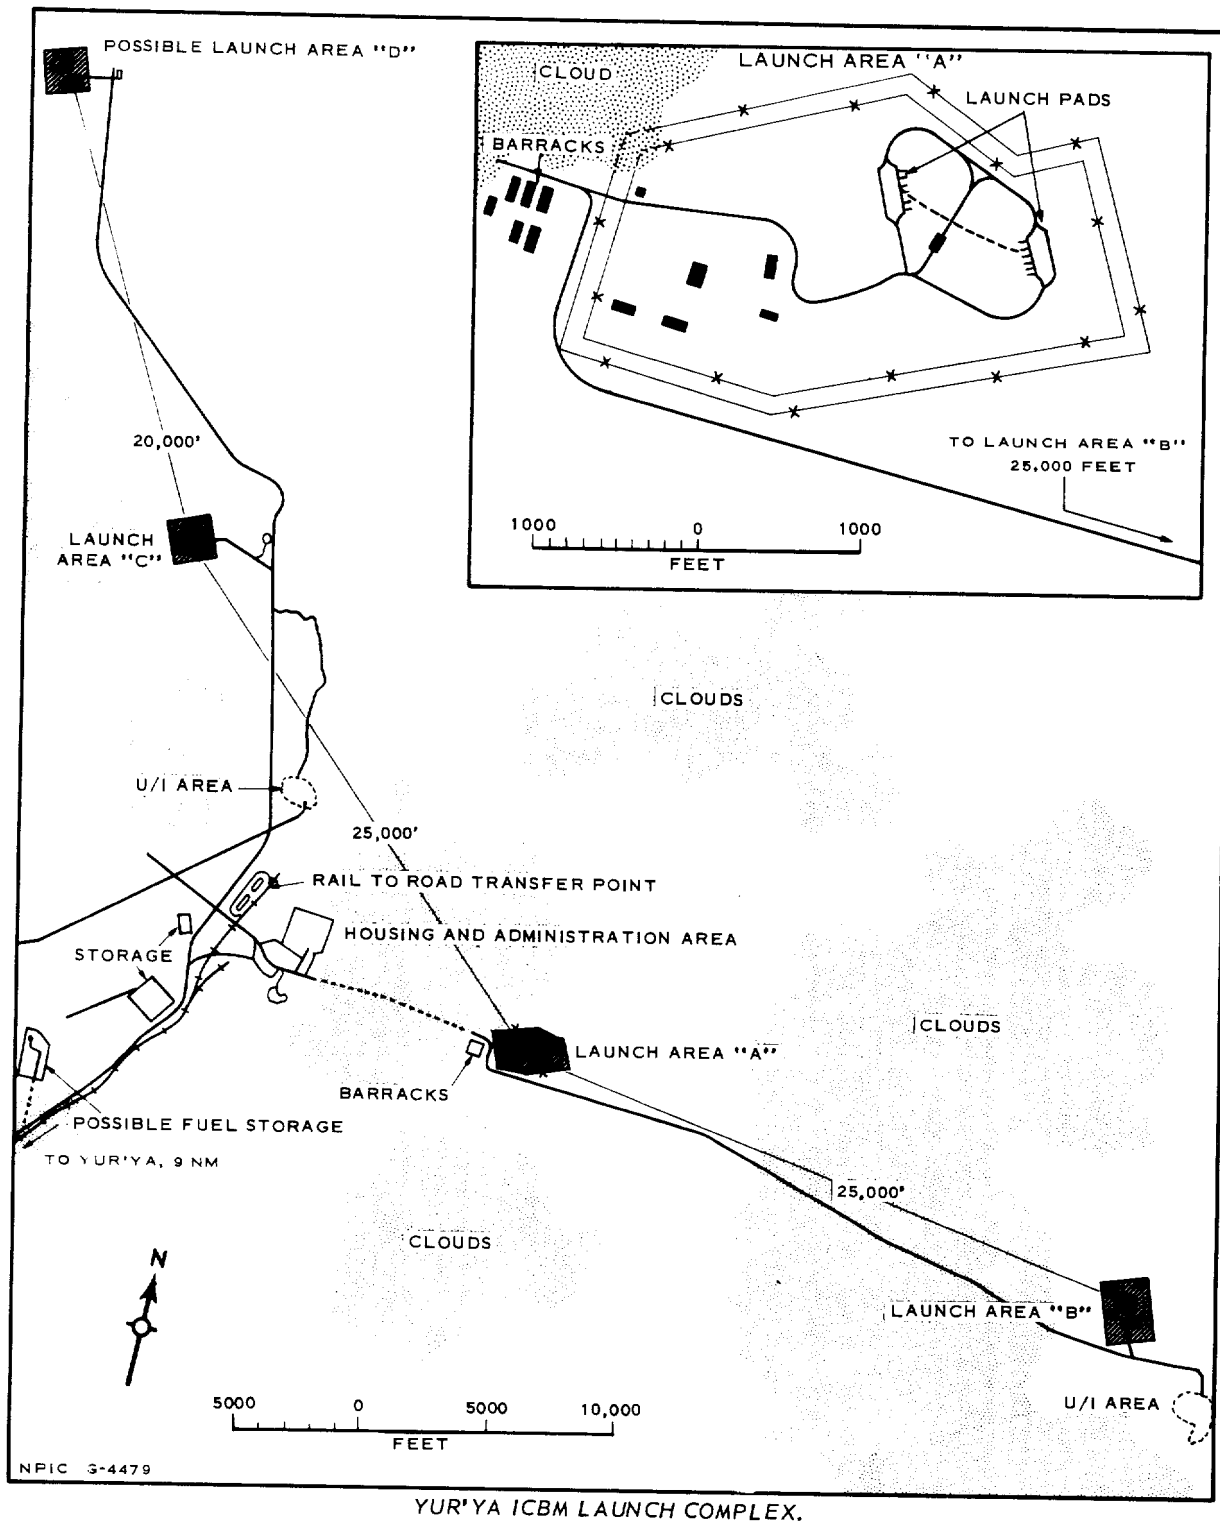 POSSIBLE LAUNCH AREA "D"
CLOUD
LAUNCH AREA "A"
LAUNCH PADS
BARRACKS
TO LAUNCH AREA "B"
25,000 FEET
1000 0 1000
FEET
20,000'
LAUNCH
AREA "C"
CLOUDS
U/I AREA
25,000'
RAIL TO ROAD TRANSFER POINT
HOUSING AND ADMINISTRATION AREA
STORAGE
CLOUDS
LAUNCH AREA "A"
BARRACKS
POSSIBLE FUEL STORAGE
TO YUR'YA, 9 NM
25,000'
CLOUDS
N
LAUNCH AREA "B"
U/I AREA
5000 0 5000 10,000
FEET
NPIC G-4479
YUR'YA ICBM LAUNCH COMPLEX.